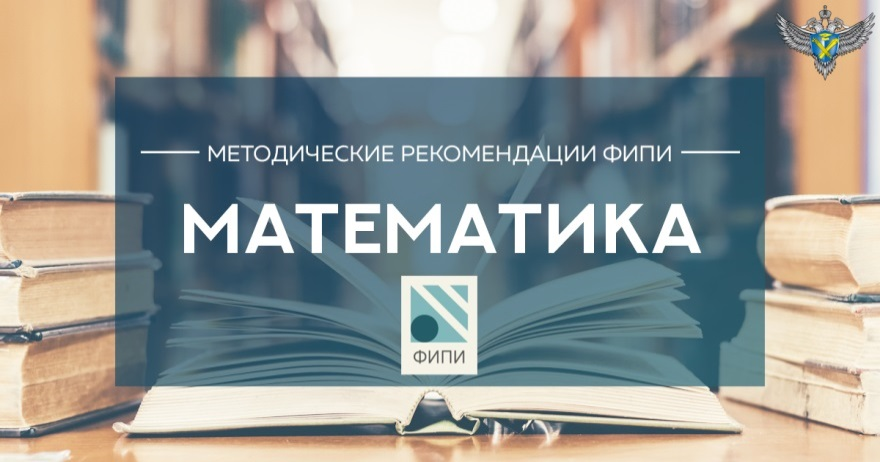 МЕТОДИЧЕСКИЕ РЕКОМЕНДАЦИИ ФИПИ
МАТЕМАТИКА
ФИПИ